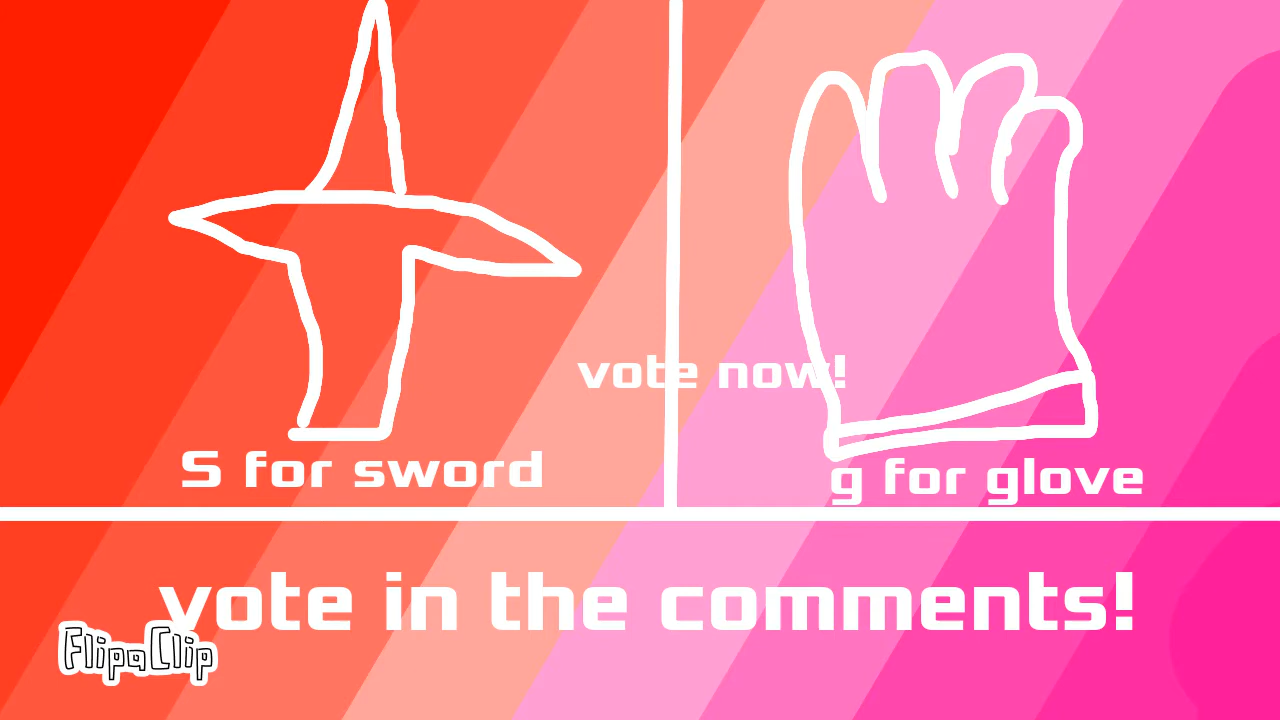 vote now!
S for sword
g for glove
vote in the comments!
FlipaClip